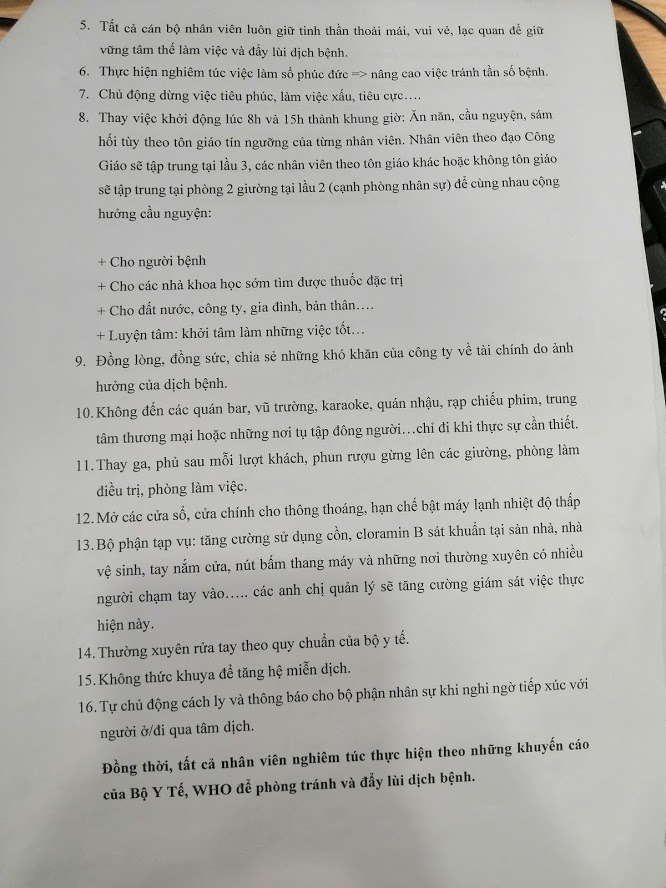 5. Tất cả cán bộ nhân viên luôn giữ tinh thần thoải mái, vui vẻ, lạc quan để giữ
vững tâm thế làm việc và đẩy lùi dịch bệnh.
6. Thực hiện nghiêm túc việc làm sổ phúc đức => nâng cao việc tránh tần số bệnh.
7. Chủ động dừng việc tiêu phúc, làm việc xấu, tiêu cực….
8. Thay việc khởi động lúc 8h và 15h thành khung giờ: Ăn năn, cầu nguyện, sám
hối tùy theo tôn giáo tín ngưỡng của từng nhân viên. Nhân viên theo đạo Công
Giáo sẽ tập trung tại lầu 3, các nhân viên theo tôn giáo khác hoặc không tôn giáo
sẽ tập trung tại phòng 2 giường tại lầu 2 (cạnh phòng nhân sự) để cùng nhau cộng
hưởng cầu nguyện:
+ Cho người bệnh
+ Cho các nhà khoa học sớm tìm được thuốc đặc trị
+ Cho đất nước, công ty, gia đình, bản thân….
+ Luyện tâm: khởi tâm làm những việc tốt…
9. Đồng lòng, đồng sức, chia sẻ những khó khăn của công ty về tài chính do ảnh
hưởng của dịch bệnh.
10. Không đến các quán bar, vũ trường, karaoke, quán nhậu, rạp chiếu phim, trung
tâm thương mại hoặc những nơi tụ tập đông người…chỉ đi khi thực sự cần thiết.
11. Thay ga, phủ sau mỗi lượt khách, phun rượu gừng lên các giường, phòng làm
điều trị, phòng làm việc.
12. Mở các cửa sổ, cửa chính cho thông thoáng, hạn chế bật máy lạnh nhiệt độ thấp
13. Bộ phận tạp vụ: tăng cường sử dụng cồn, cloramin B sát khuẩn tại sàn nhà, nhà
vệ sinh, tay nắm cửa, nút bấm thang máy và những nơi thường xuyên có nhiều
người chạm tay vào….. các anh chị quản lý sẽ tăng cường giám sát việc thực
hiện này.
14. Thường xuyên rửa tay theo quy chuẩn của bộ y tế.
15. Không thức khuya để tăng hệ miễn dịch.
16. Tự chủ động cách ly và thông báo cho bộ phận nhân sự khi nghi ngờ tiếp xúc với
người ở/đi qua tâm dịch.
Đồng thời, tất cả nhân viên nghiêm túc thực hiện theo những khuyến cáo
của Bộ Y Tế, WHO để phòng tránh và đẩy lùi dịch bệnh.